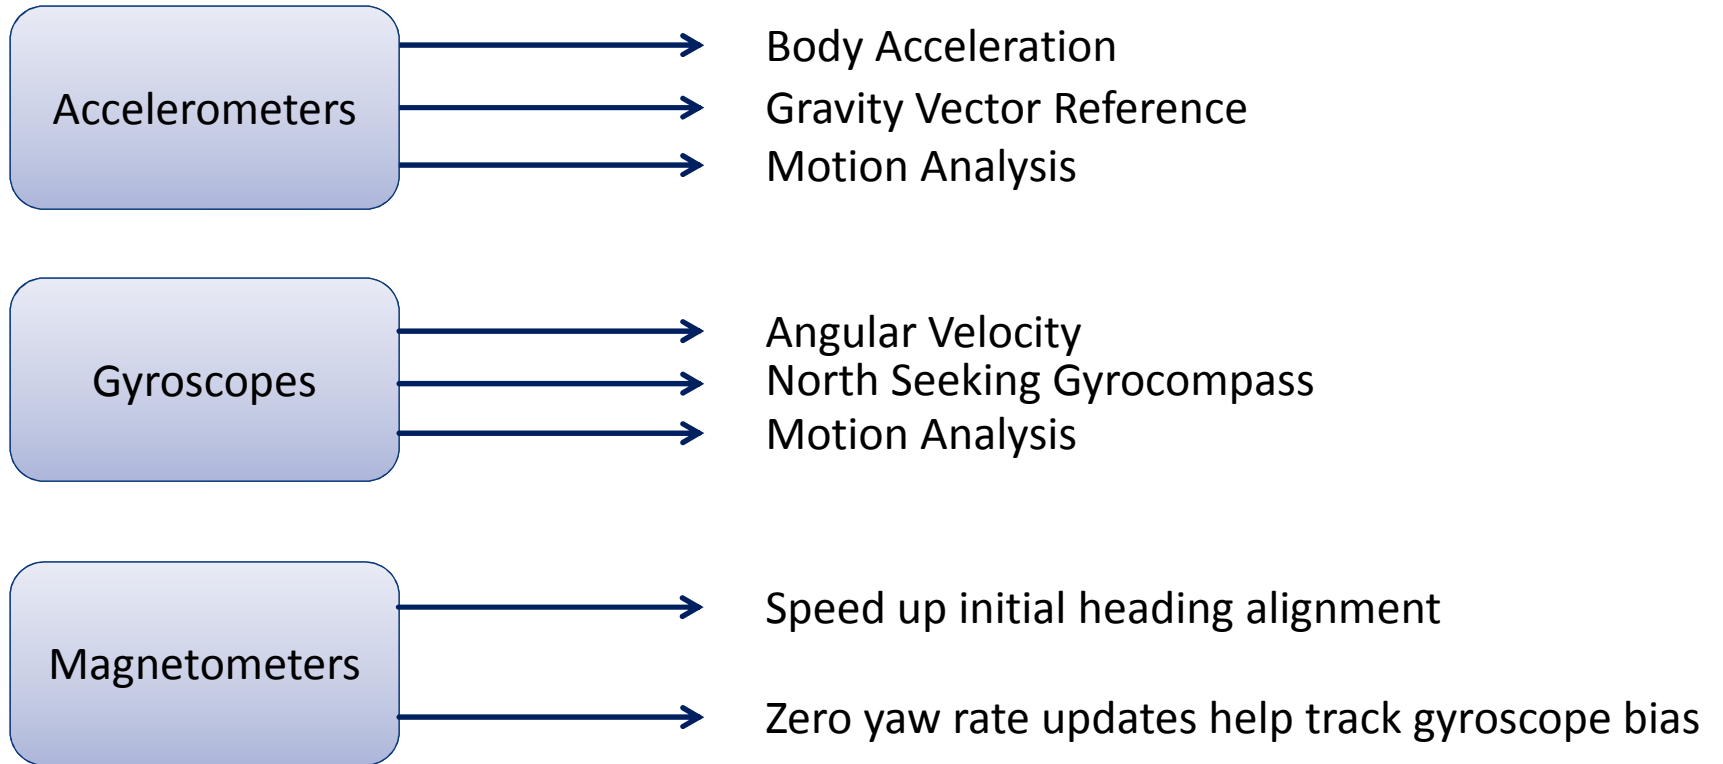 Accelerometers
Body Acceleration
Gravity Vector Reference
Motion Analysis
Gyroscopes
Angular Velocity
North Seeking Gyrocompass
Motion Analysis
Magnetometers
Speed up initial heading alignment
Zero yaw rate updates help track gyroscope bias